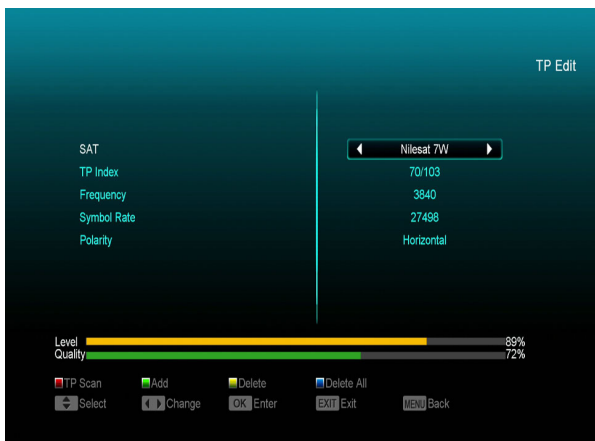 TP Edit
SAT Nilesat 7W
TP Index 70/103
Frequency 3840
Symbol Rate 27498
Polarity Horizontal
Level 89%
Quality 72%
TP Scan Add Delete Delete All
Select Change OK Enter EXIT Exit MENU Back